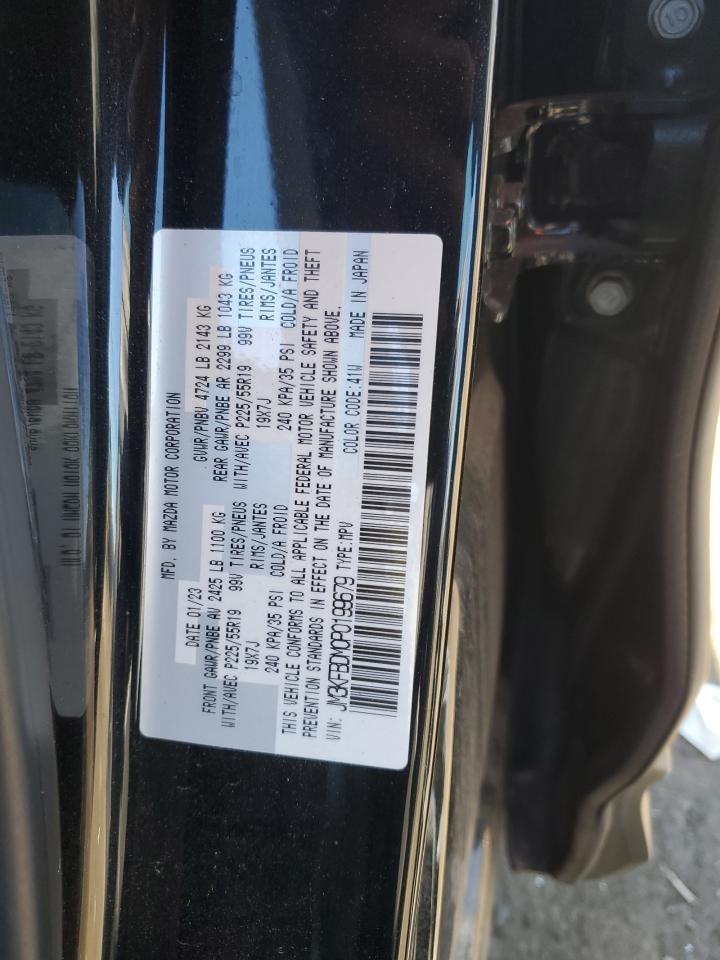 MFD. BY MAZDA MOTOR CORPORATION
DATE 01/23 GVWR/PNBV 4724 LB 2143 KG
FRONT GAWR/PNBE AV 2425 LB 1100 KG REAR GAWR/PNBE AR 2299 LB 1043 KG
WITH/AVEC P225/55R19 99V TIRES/PNEUS WITH/AVEC P225/55R19 99V TIRES/PNEUS
19X7J RIMS/JANTES 19X7J RIMS/JANTES
240 KPA/35 PSI COLD/A FROID 240 KPA/35 PSI COLD/A FROID
THIS VEHICLE CONFORMS TO ALL APPLICABLE FEDERAL MOTOR VEHICLE SAFETY AND THEFT
PREVENTION STANDARDS IN EFFECT ON THE DATE OF MANUFACTURE SHOWN ABOVE.
VIN: JM3KFBDM0P0199679 TYPE:MPV COLOR CODE:41W MADE IN JAPAN
10